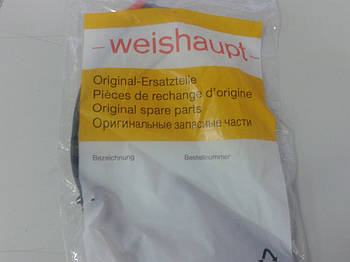 -weishaupt-
Original-Ersatzteile
Pièces de rechange d'origine
Original spare parts
Оригинальные запасные части
Bezeichnung Bestellnummer